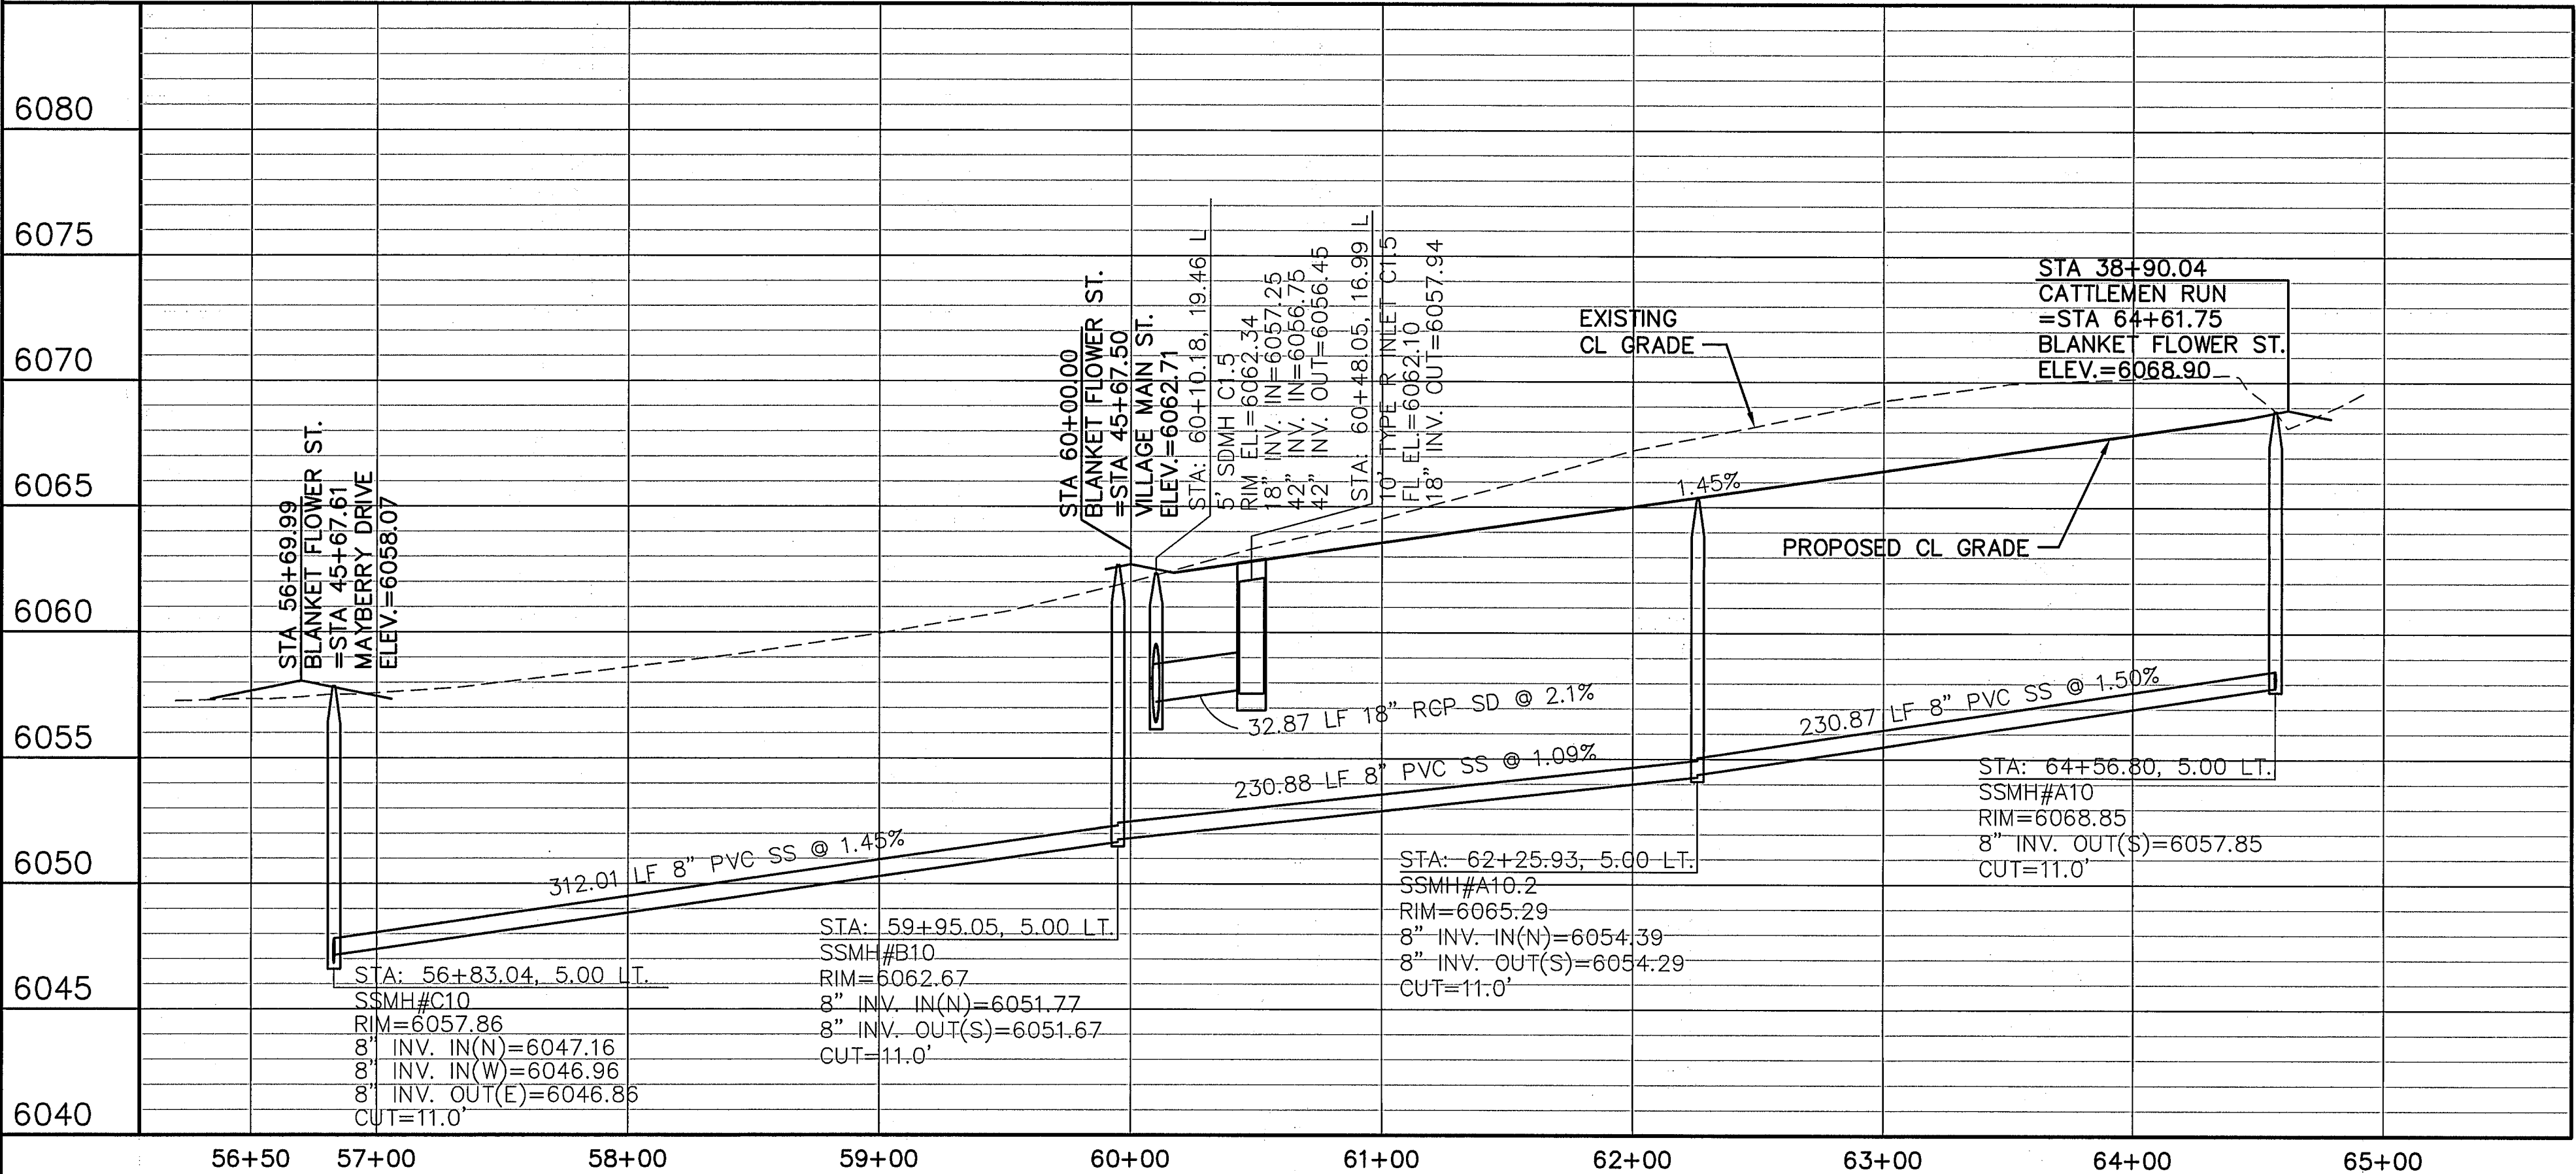 6080
6075
6070
6065
6060
6055
6050
6045
6040
STA 56+69.99
BLANKET FLOWER ST.
=STA 45+67.61
MAYBERRY DRIVE
ELEV.=6058.07
STA 60+00.00
BLANKET FLOWER ST.
=STA 45+67.50
VILLAGE MAIN ST.
ELEV.=6062.71
STA: 60+10.18, 19.46 L
5' SDMH C1.5
RIM EL.=6062.34
18" INV. IN=6057.25
42" INV. IN=6056.75
42" INV. OUT=6056.45
STA: 60+48.05, 16.99 L
10' TYPE R INLET C1.5
FL EL.=6062.10
18" INV. OUT=6057.94
EXISTING
CL GRADE
STA 38+90.04
CATTLEMEN RUN
=STA 64+61.75
BLANKET FLOWER ST.
ELEV.=6068.90
1.45%
PROPOSED CL GRADE
32.87 LF 18" RCP SD @ 2.1%
230.87 LF 8" PVC SS @ 1.50%
230.88 LF 8" PVC SS @ 1.09%
312.01 LF 8" PVC SS @ 1.45%
STA: 56+83.04, 5.00 LT.
SSMH#C10
RIM=6057.86
8" INV. IN(N)=6047.16
8" INV. IN(W)=6046.96
8" INV. OUT(E)=6046.86
CUT=11.0'
STA: 59+95.05, 5.00 LT.
SSMH#B10
RIM=6062.67
8" INV. IN(N)=6051.77
8" INV. OUT(S)=6051.67
CUT=11.0'
STA: 62+25.93, 5.00 LT.
SSMH#A10.2
RIM=6065.29
8" INV. IN(N)=6054.39
8" INV. OUT(S)=6054.29
CUT=11.0'
STA: 64+56.80, 5.00 LT.
SSMH#A10
RIM=6068.85
8" INV. OUT(S)=6057.85
CUT=11.0'
56+50 57+00 58+00 59+00 60+00 61+00 62+00 63+00 64+00 65+00